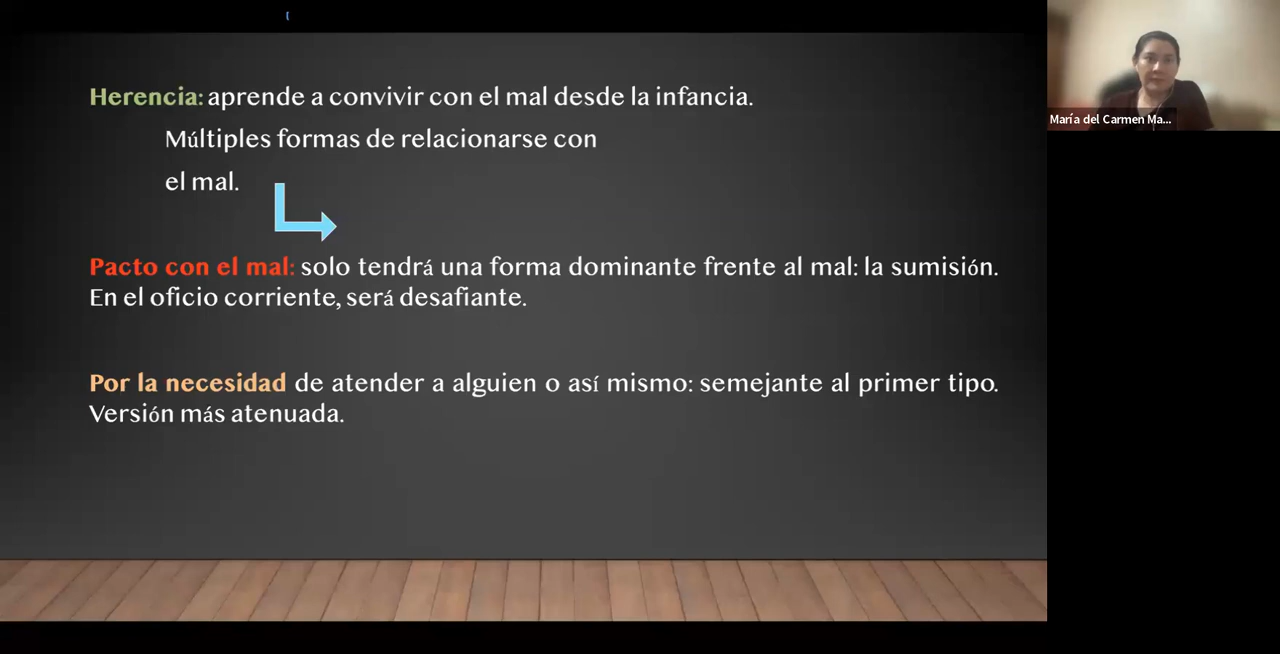 Herencia: aprende a convivir con el mal desde la infancia.
Múltiples formas de relacionarse con
el mal.
Pacto con el mal: solo tendrá una forma dominante frente al mal: la sumisión.
En el oficio corriente, será desafiante.
Por la necesidad de atender a alguien o así mismo: semejante al primer tipo.
Versión más atenuada.
María del Carmen Ma...